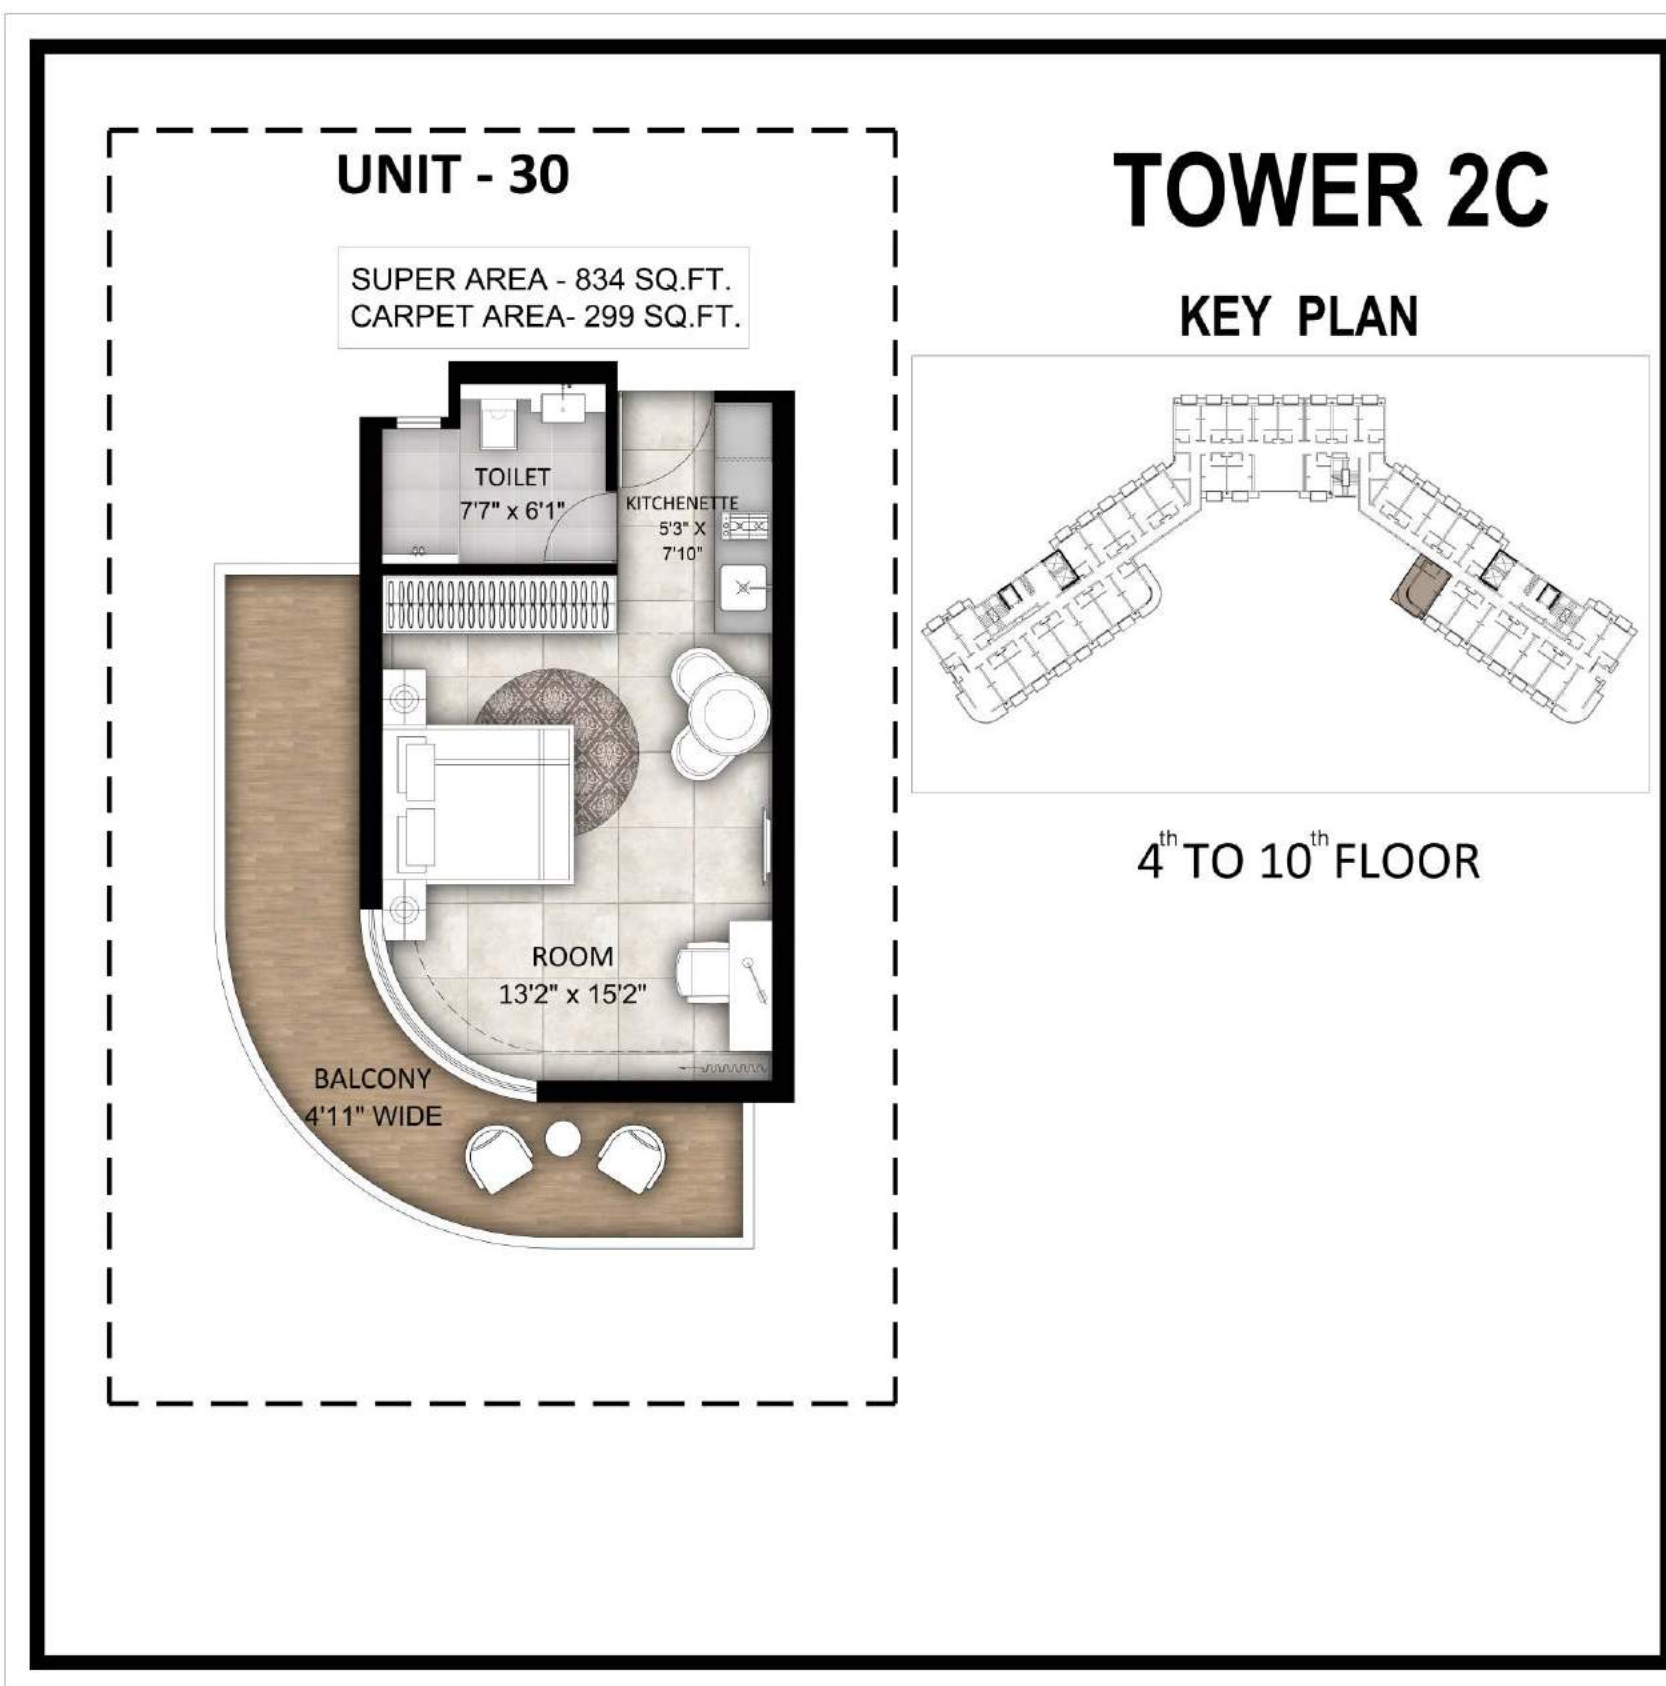 UNIT - 30
SUPER AREA - 834 SQ.FT.
CARPET AREA- 299 SQ.FT.
TOILET
7'7" x 6'1"
KITCHENETTE
5'3" X
7'10"
ROOM
13'2" x 15'2"
BALCONY
4'11" WIDE
TOWER 2C
KEY PLAN
4th TO 10th FLOOR